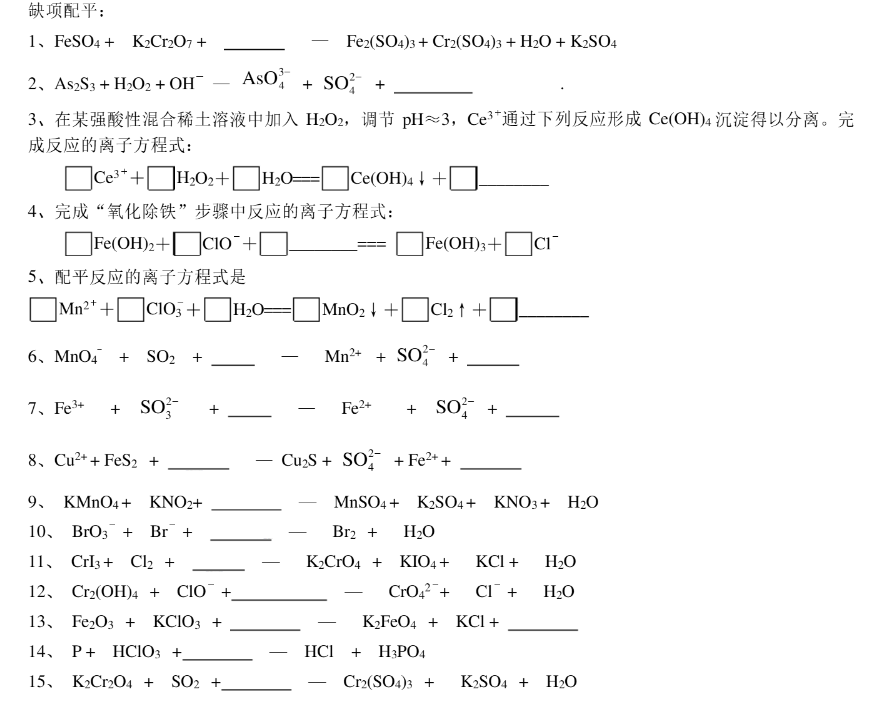 缺项配平：
1、FeSO₄ + K₂Cr₂O₇ + ______ — Fe₂(SO₄)₃ + Cr₂(SO₄)₃ + H₂O + K₂SO₄
2、As₂S₃ + H₂O₂ + OH⁻ — AsO₄³⁻ + SO₄²⁻ + ________ .
3、在某强酸性混合稀土溶液中加入 H₂O₂，调节 pH≈3，Ce³⁺通过下列反应形成 Ce(OH)₄ 沉淀得以分离。完
成反应的离子方程式：
□Ce³⁺＋□H₂O₂＋□H₂O===□Ce(OH)₄↓＋□________
4、完成“氧化除铁”步骤中反应的离子方程式：
□Fe(OH)₂＋□ClO⁻＋□________=== □Fe(OH)₃＋□Cl⁻
5、配平反应的离子方程式是
□Mn²⁺＋□ClO₃⁻＋□H₂O===□MnO₂↓＋□Cl₂↑＋□________
6、MnO₄⁻ + SO₂ + _____ — Mn²⁺ + SO₄²⁻ + ______
7、Fe³⁺ + SO₃²⁻ + _____ — Fe²⁺ + SO₄²⁻ + ______
8、Cu²⁺ + FeS₂ + _______ — Cu₂S + SO₄²⁻ + Fe²⁺ + _______
9、 KMnO₄ + KNO₂ + ________ — MnSO₄ + K₂SO₄ + KNO₃ + H₂O
10、 BrO₃⁻ + Br⁻ + _______ — Br₂ + H₂O
11、 CrI₃ + Cl₂ + ______ — K₂CrO₄ + KIO₄ + KCl + H₂O
12、 Cr₂(OH)₄ + ClO⁻ +___________ — CrO₄²⁻ + Cl⁻ + H₂O
13、 Fe₂O₃ + KClO₃ + ________ — K₂FeO₄ + KCl + ________
14、 P + HClO₃ +________ — HCl + H₃PO₄
15、 K₂Cr₂O₄ + SO₂ +________ — Cr₂(SO₄)₃ + K₂SO₄ + H₂O